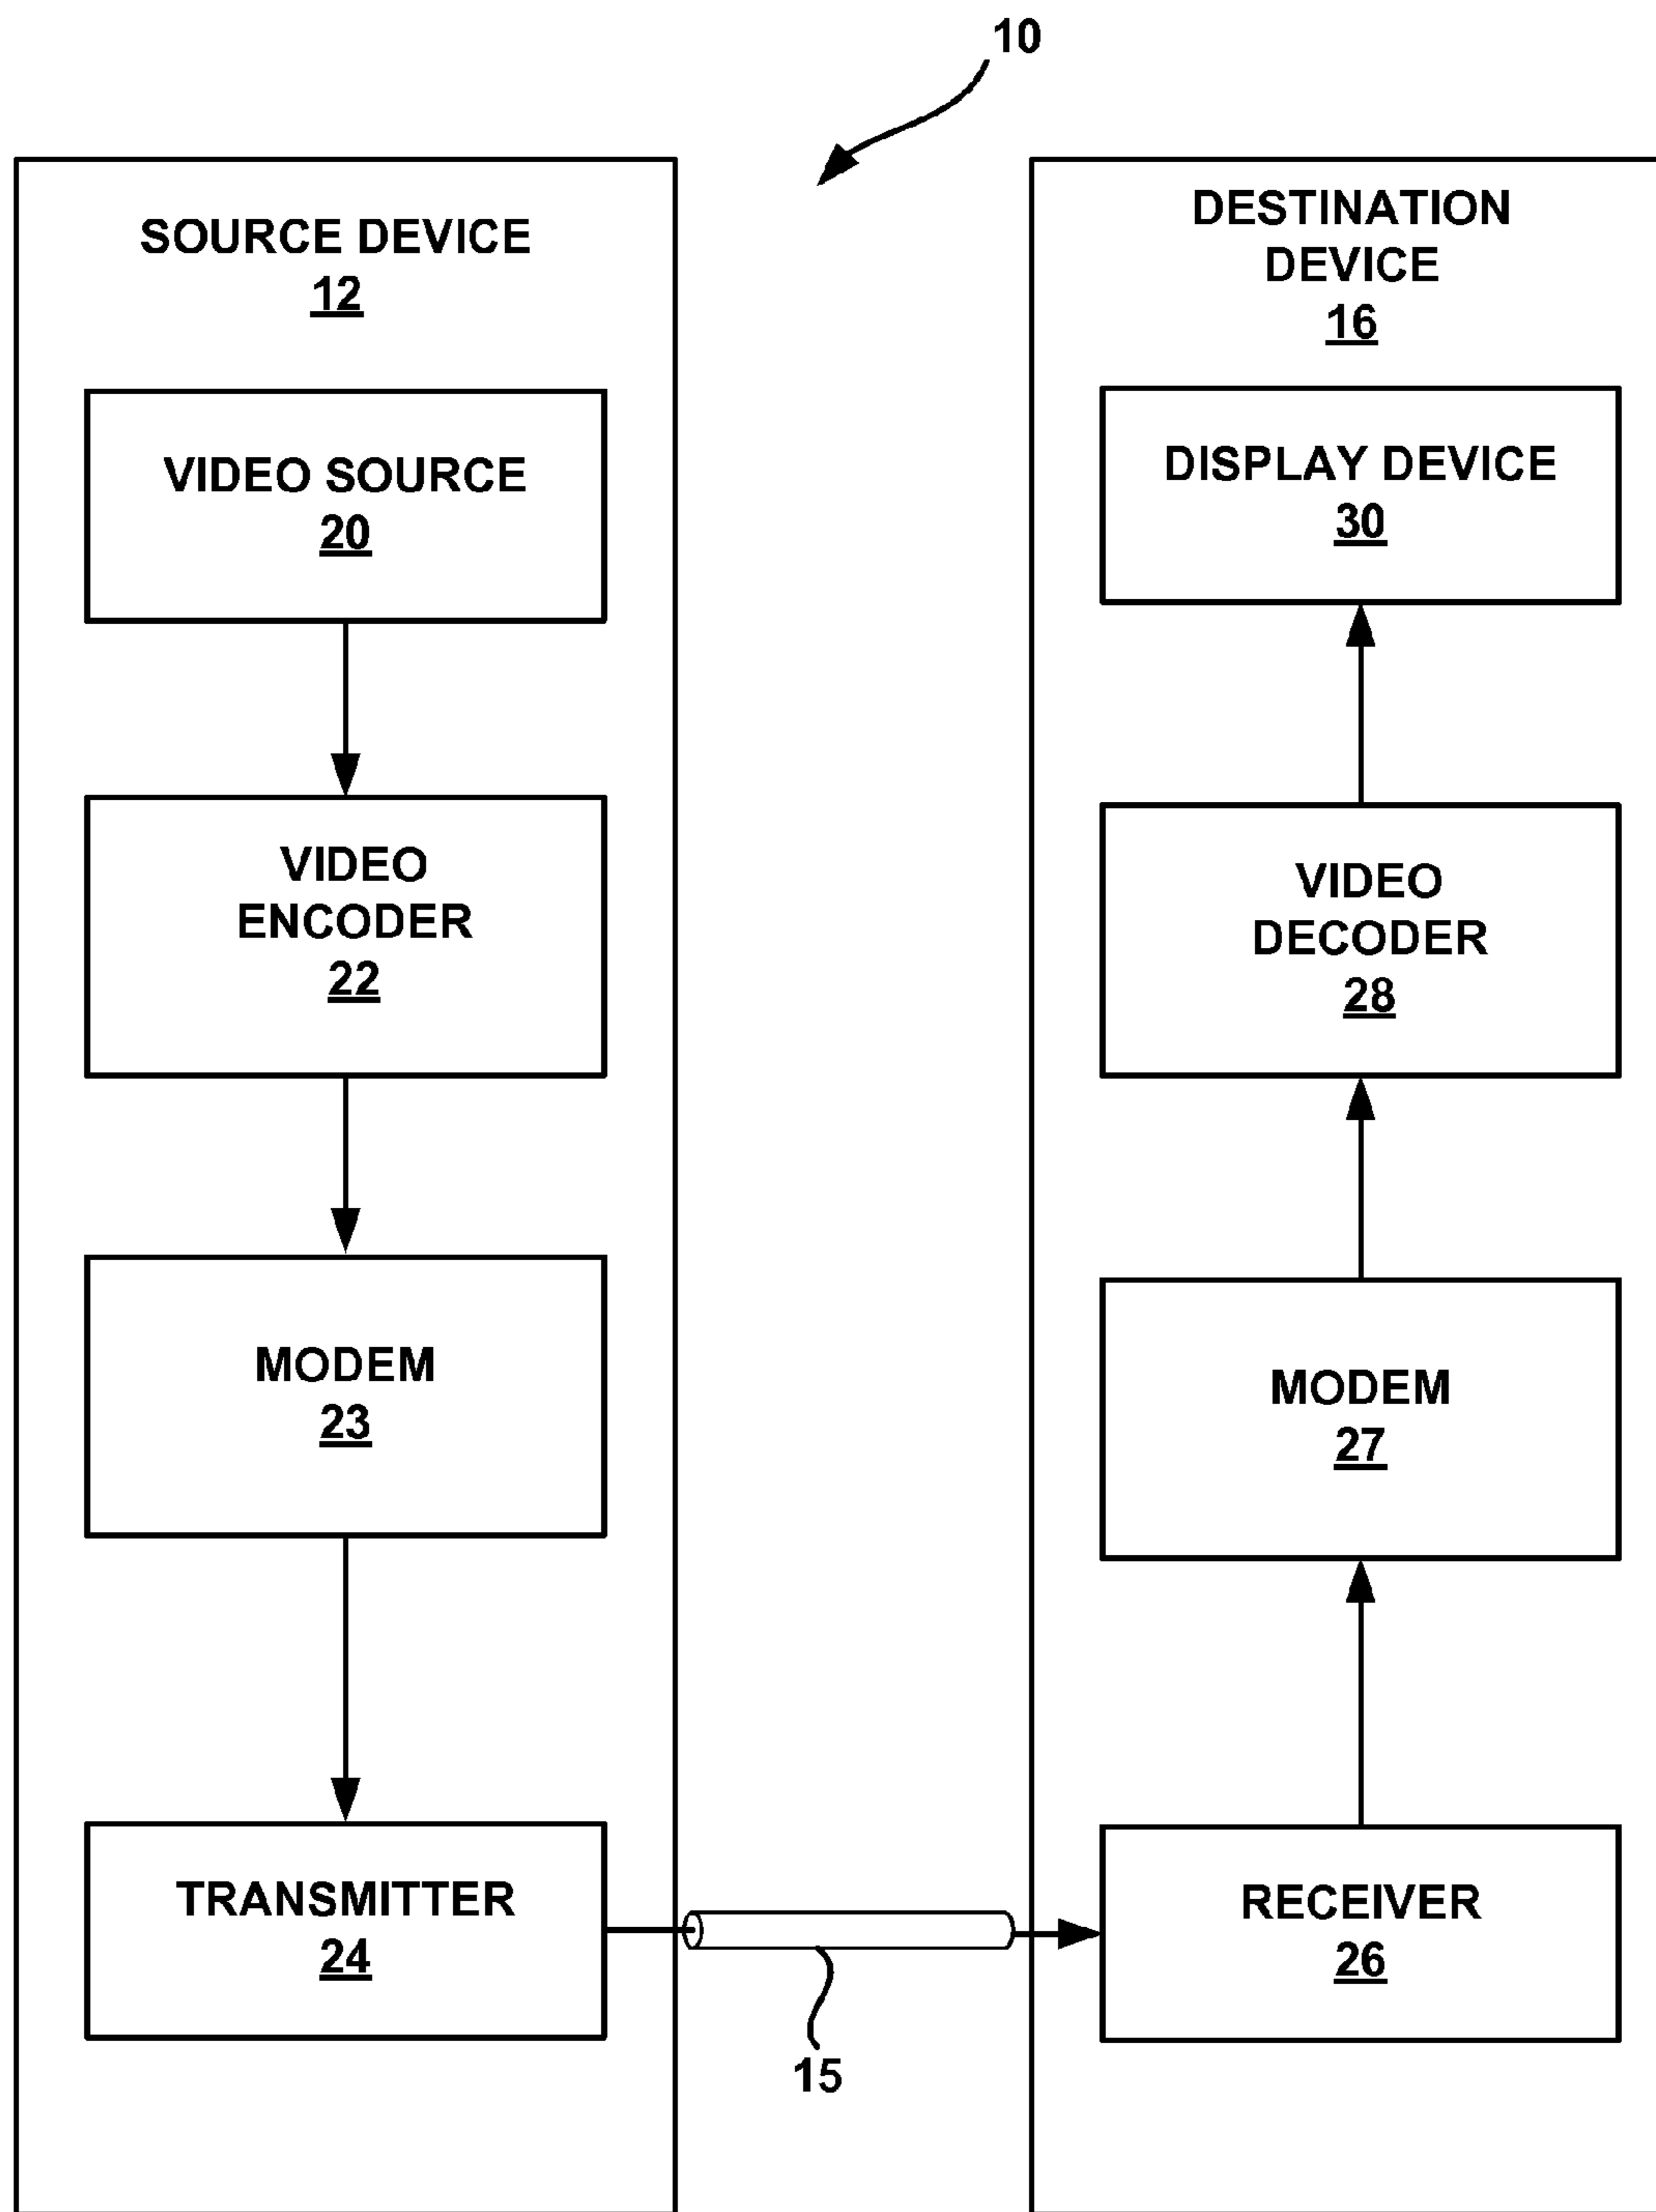 10
SOURCE DEVICE
12
VIDEO SOURCE
20
VIDEO
ENCODER
22
MODEM
23
TRANSMITTER
24
15
DESTINATION
DEVICE
16
DISPLAY DEVICE
30
VIDEO
DECODER
28
MODEM
27
RECEIVER
26